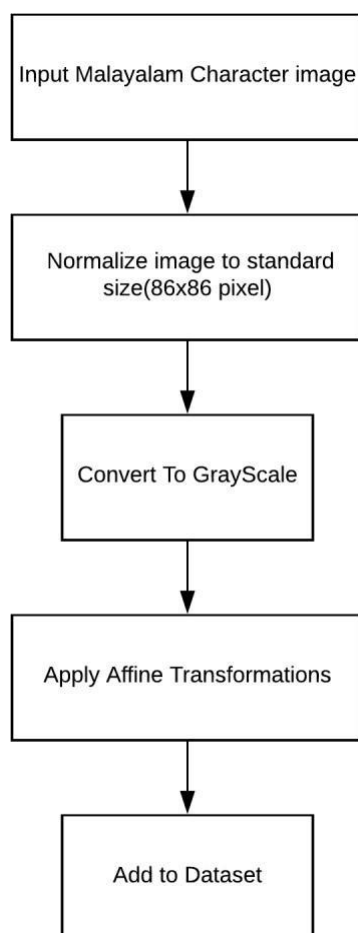 Input Malayalam Character image
Normalize image to standard
size(86x86 pixel)
Convert To GrayScale
Apply Affine Transformations
Add to Dataset